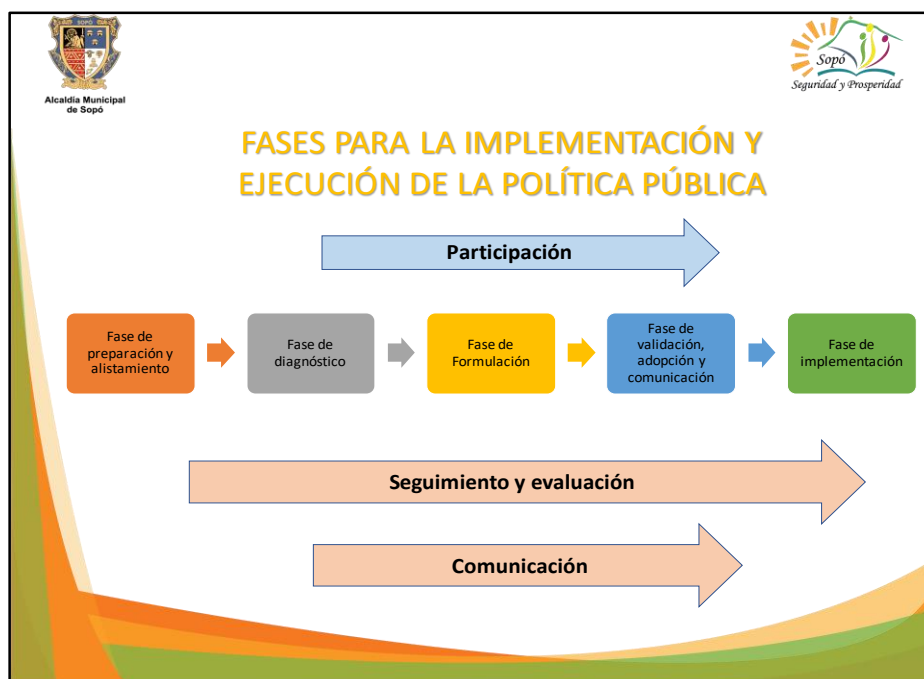 SOPÓ
Alcaldía Municipal
de Sopó
Sopó
Seguridad y Prosperidad
FASES PARA LA IMPLEMENTACIÓN Y
EJECUCIÓN DE LA POLÍTICA PÚBLICA
Participación
Fase de
preparación y
alistamiento
Fase de
diagnóstico
Fase de
Formulación
Fase de
validación,
adopción y
comunicación
Fase de
implementación
Seguimiento y evaluación
Comunicación